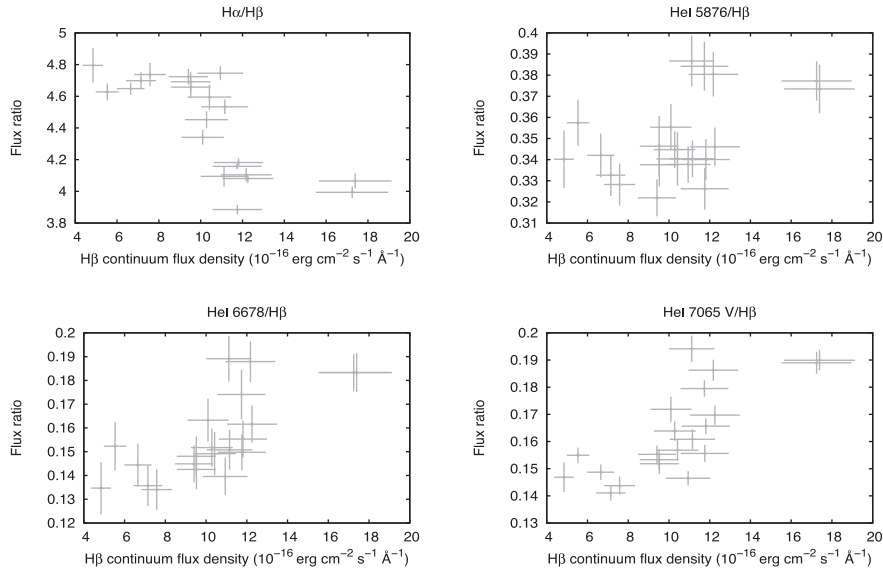 Hα/Hβ
Flux ratio
5
4.8
4.6
4.4
4.2
4
3.8
4 6 8 10 12 14 16 18 20
Hβ continuum flux density (10⁻¹⁶ erg cm⁻² s⁻¹ Å⁻¹)
HeI 5876/Hβ
Flux ratio
0.4
0.39
0.38
0.37
0.36
0.35
0.34
0.33
0.32
0.31
4 6 8 10 12 14 16 18 20
Hβ continuum flux density (10⁻¹⁶ erg cm⁻² s⁻¹ Å⁻¹)
HeI 6678/Hβ
Flux ratio
0.2
0.19
0.18
0.17
0.16
0.15
0.14
0.13
0.12
4 6 8 10 12 14 16 18 20
Hβ continuum flux density (10⁻¹⁶ erg cm⁻² s⁻¹ Å⁻¹)
HeI 7065 V/Hβ
Flux ratio
0.2
0.19
0.18
0.17
0.16
0.15
0.14
0.13
4 6 8 10 12 14 16 18 20
Hβ continuum flux density (10⁻¹⁶ erg cm⁻² s⁻¹ Å⁻¹)